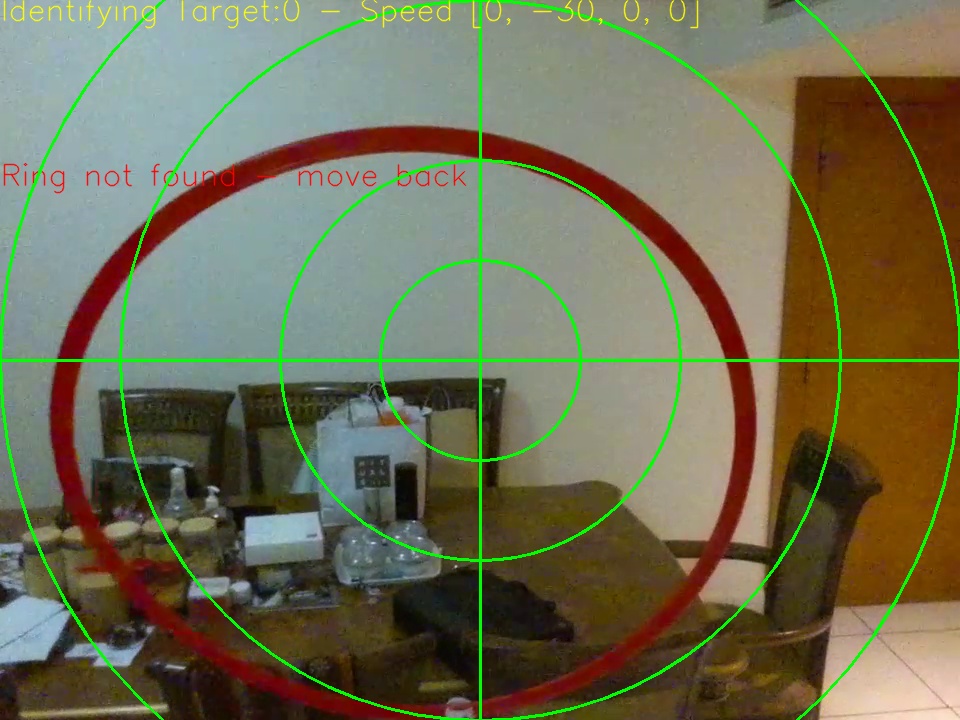 Identifying Target:0 - Speed [0, -30, 0, 0]
Ring not found - move back